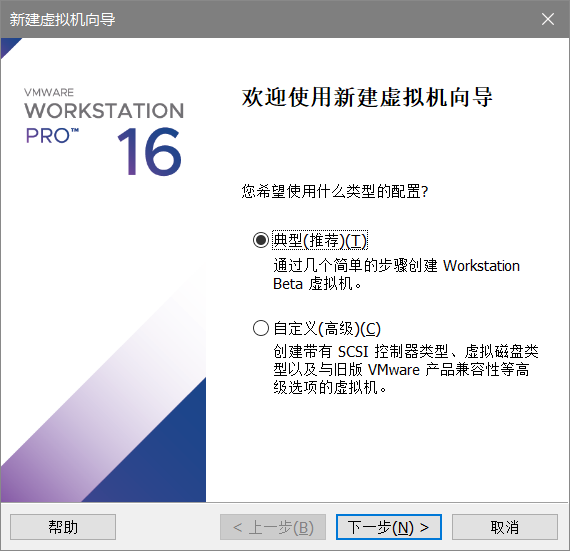 新建虚拟机向导
VMWARE
WORKSTATION
PRO™
16
欢迎使用新建虚拟机向导
您希望使用什么类型的配置?
典型(推荐)(T)
通过几个简单的步骤创建 Workstation
Beta 虚拟机。
自定义(高级)(C)
创建带有 SCSI 控制器类型、虚拟磁盘类
型以及与旧版 VMware 产品兼容性等高
级选项的虚拟机。
帮助
< 上一步(B)
下一步(N) >
取消